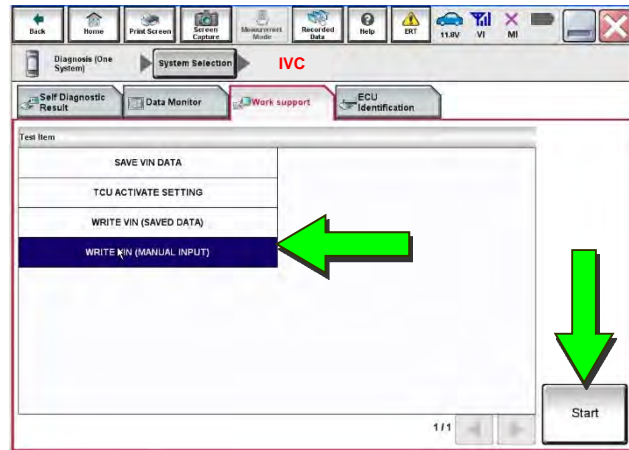 Back Home Print Screen Screen Capture Measurement Mode Recorded Data Help ERT 11.8V VI MI
Diagnosis (One System) System Selection IVC
Self Diagnostic Result Data Monitor Work support ECU Identification
Test Item
SAVE VIN DATA
TCU ACTIVATE SETTING
WRITE VIN (SAVED DATA)
WRITE VIN (MANUAL INPUT)
1/1
Start